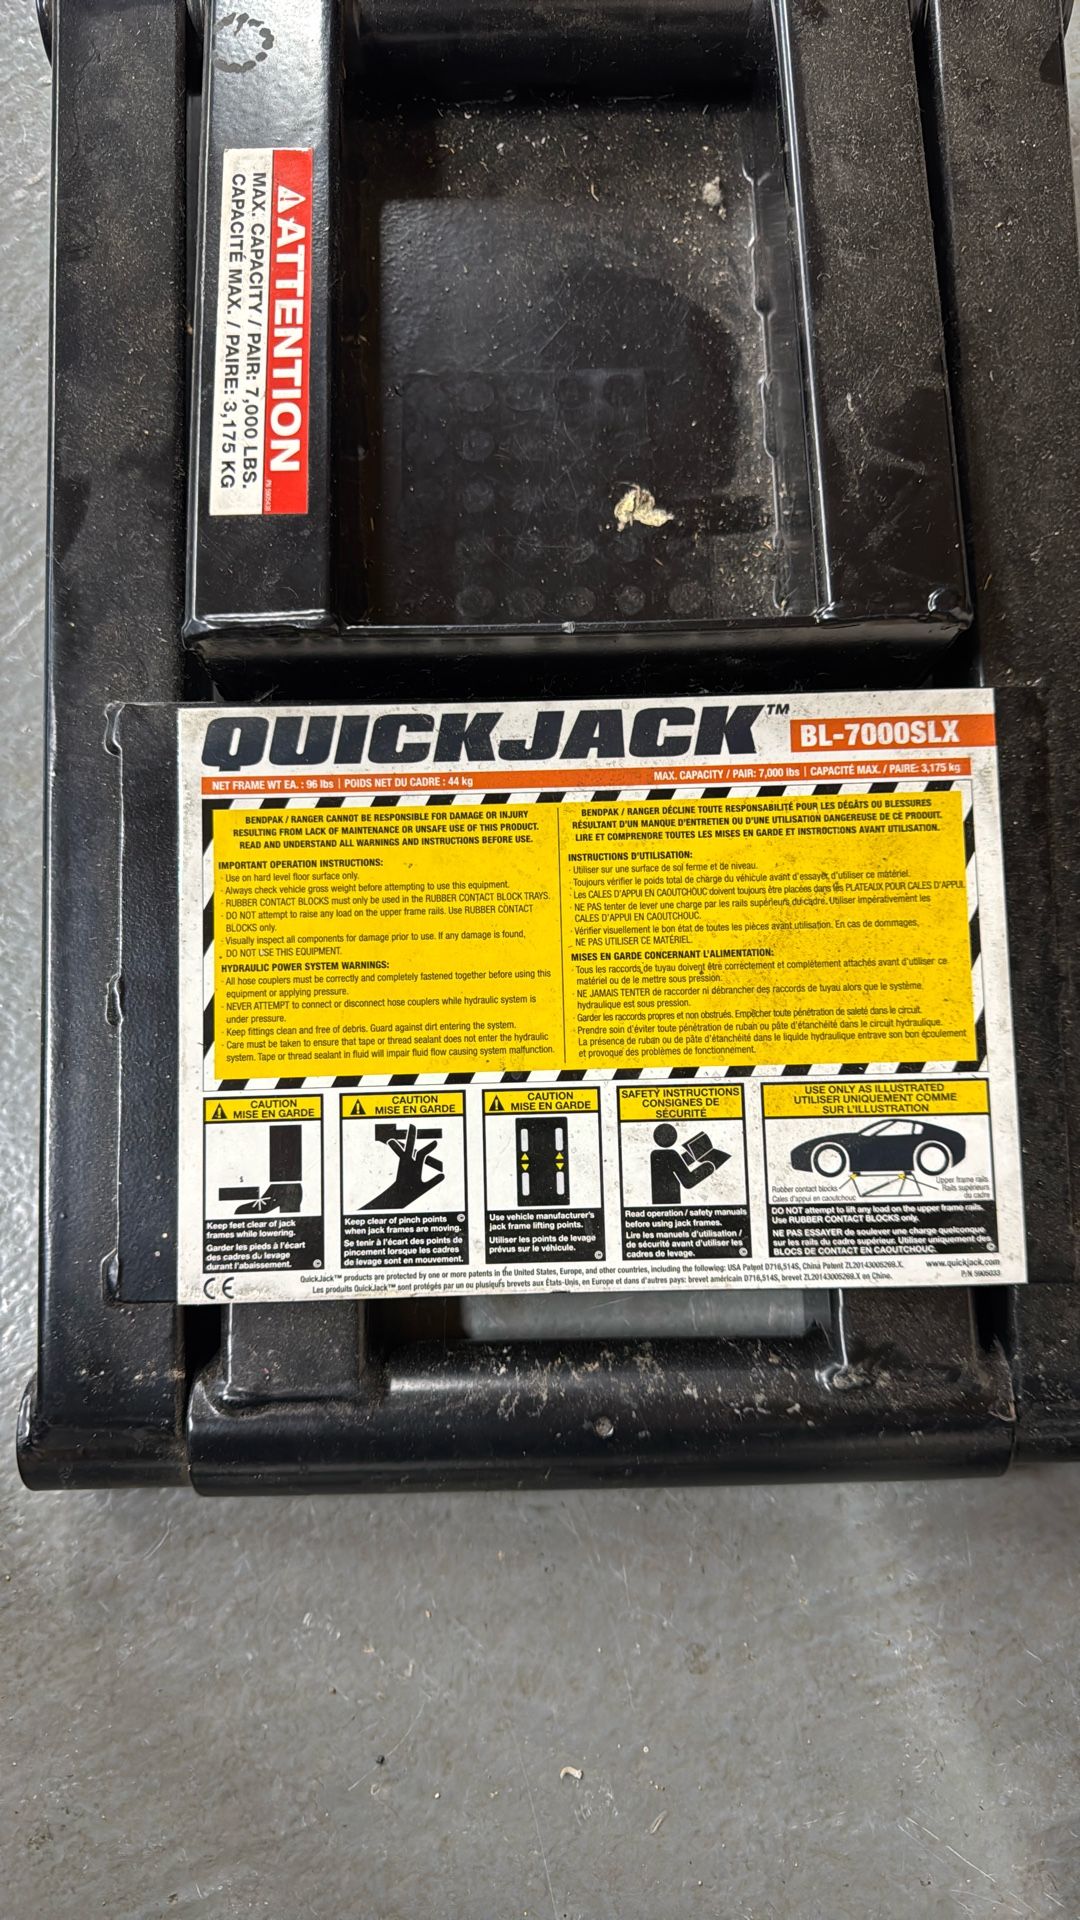 ⚠ATTENTION
MAX. CAPACITY / PAIR: 7,000 LBS.
CAPACITÉ MAX. / PAIRE: 3,175 KG
QUICKJACK™
BL-7000SLX
NET FRAME WT EA. : 96 lbs | POIDS NET DU CADRE : 44 kg
MAX. CAPACITY / PAIR: 7,000 lbs | CAPACITÉ MAX. / PAIRE: 3,175 kg
BENDPAK / RANGER CANNOT BE RESPONSIBLE FOR DAMAGE OR INJURY
RESULTING FROM LACK OF MAINTENANCE OR UNSAFE USE OF THIS PRODUCT.
READ AND UNDERSTAND ALL WARNINGS AND INSTRUCTIONS BEFORE USE.
IMPORTANT OPERATION INSTRUCTIONS:
· Use on hard level floor surface only.
· Always check vehicle gross weight before attempting to use this equipment.
· RUBBER CONTACT BLOCKS must only be used in the RUBBER CONTACT BLOCK TRAYS.
· DO NOT attempt to raise any load on the upper frame rails. Use RUBBER CONTACT
BLOCKS only.
· Visually inspect all components for damage prior to use. If any damage is found,
DO NOT USE THIS EQUIPMENT.
HYDRAULIC POWER SYSTEM WARNINGS:
· All hose couplers must be correctly and completely fastened together before using this
equipment or applying pressure.
· NEVER ATTEMPT to connect or disconnect hose couplers while hydraulic system is
under pressure.
· Keep fittings clean and free of debris. Guard against dirt entering the system.
· Care must be taken to ensure that tape or thread sealant does not enter the hydraulic
system. Tape or thread sealant in fluid will impair fluid flow causing system malfunction.
BENDPAK / RANGER DÉCLINE TOUTE RESPONSABILITÉ POUR LES DÉGÂTS OU BLESSURES
RÉSULTANT D'UN MANQUE D'ENTRETIEN OU D'UNE UTILISATION DANGEREUSE DE CE PRODUIT.
LIRE ET COMPRENDRE TOUTES LES MISES EN GARDE ET INSTRUCTIONS AVANT UTILISATION.
INSTRUCTIONS D'UTILISATION:
· Utiliser sur une surface de sol ferme et de niveau.
· Toujours vérifier le poids total de charge du véhicule avant d'essayer d'utiliser ce matériel.
· Les CALES D'APPUI EN CAOUTCHOUC doivent toujours être placées dans les PLATEAUX POUR CALES D'APPUI.
· NE PAS tenter de lever une charge par les rails supérieurs du cadre. Utiliser impérativement les
CALES D'APPUI EN CAOUTCHOUC.
· Vérifier visuellement le bon état de toutes les pièces avant utilisation. En cas de dommages,
NE PAS UTILISER CE MATÉRIEL.
MISES EN GARDE CONCERNANT L'ALIMENTATION:
· Tous les raccords de tuyau doivent être correctement et complètement attachés avant d'utiliser ce
matériel ou de le mettre sous pression.
· NE JAMAIS TENTER de raccorder ni débrancher des raccords de tuyau alors que le système
hydraulique est sous pression.
· Garder les raccords propres et non obstrués. Empêcher toute pénétration de saleté dans le circuit.
· Prendre soin d'éviter toute pénétration de ruban ou pâte d'étanchéité dans le circuit hydraulique.
La présence de ruban ou de pâte d'étanchéité dans le liquide hydraulique entrave son bon écoulement
et provoque des problèmes de fonctionnement.
⚠ CAUTION
MISE EN GARDE
Keep feet clear of jack
frames while lowering.
Garder les pieds à l'écart
des cadres du levage
durant l'abaissement. ©
⚠ CAUTION
MISE EN GARDE
Keep clear of pinch points ©
when jack frames are moving.
Se tenir à l'écart des points de
pincement lorsque les cadres
de levage sont en mouvement.
⚠ CAUTION
MISE EN GARDE
Use vehicle manufacturer's
jack frame lifting points.
Utiliser les points de levage
prévus sur le véhicule. ©
SAFETY INSTRUCTIONS
CONSIGNES DE
SÉCURITÉ
Read operation / safety manuals
before using jack frames.
Lire les manuels d'utilisation /
de sécurité avant d'utiliser les
cadres de levage. ©
USE ONLY AS ILLUSTRATED
UTILISER UNIQUEMENT COMME
SUR L'ILLUSTRATION
Rubber contact blocks
Cales d'appui en caoutchouc
Upper frame rails
Rails supérieurs
du cadre
DO NOT attempt to lift any load on the upper frame rails.
Use RUBBER CONTACT BLOCKS only.
NE PAS ESSAYER de soulever une charge quelconque
sur les rails du cadre supérieur. Utiliser uniquement des
BLOCS DE CONTACT EN CAOUTCHOUC. ©
CE
QuickJack™ products are protected by one or more patents in the United States, Europe, and other countries, including the following: USA Patent D716,514S, China Patent ZL20143005269.X.
Les produits QuickJack™ sont protégés par un ou plusieurs brevets aux États-Unis, en Europe et dans d'autres pays: brevet américain D716,514S, brevet ZL20143005269.X en Chine.
www.quickjack.com
P/N 5905033